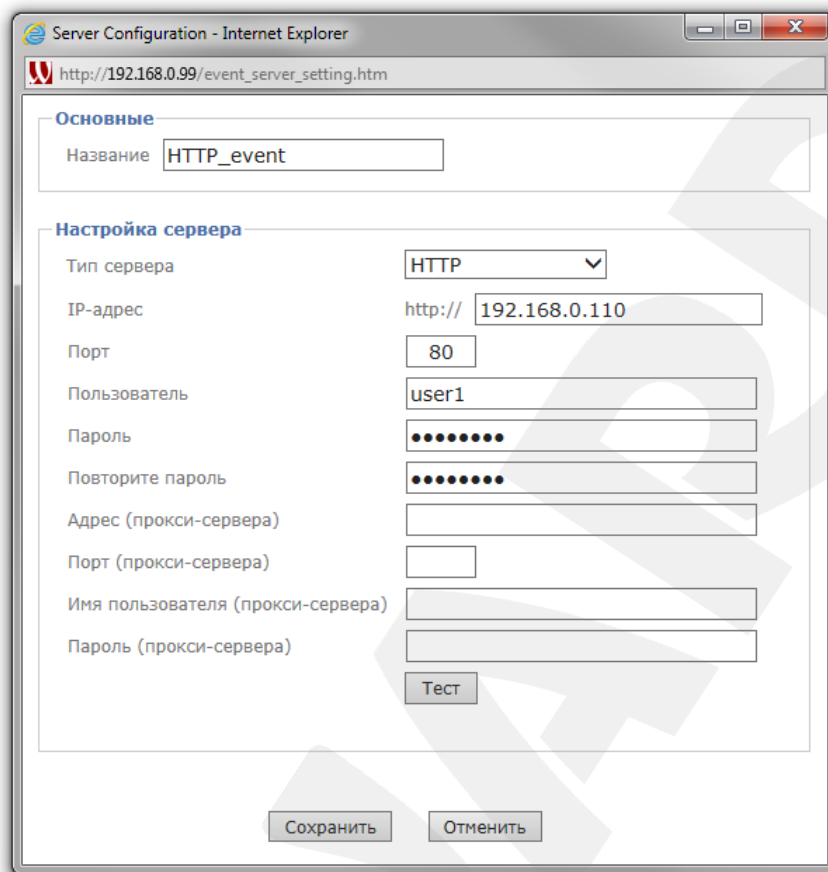 Server Configuration - Internet Explorer
http://192.168.0.99/event_server_setting.htm
Основные
Название HTTP_event
Настройка сервера
Тип сервера HTTP
IP-адрес http:// 192.168.0.110
Порт 80
Пользователь user1
Пароль ●●●●●●●●
Повторите пароль ●●●●●●●●
Адрес (прокси-сервера)
Порт (прокси-сервера)
Имя пользователя (прокси-сервера)
Пароль (прокси-сервера)
Тест
Сохранить Отменить